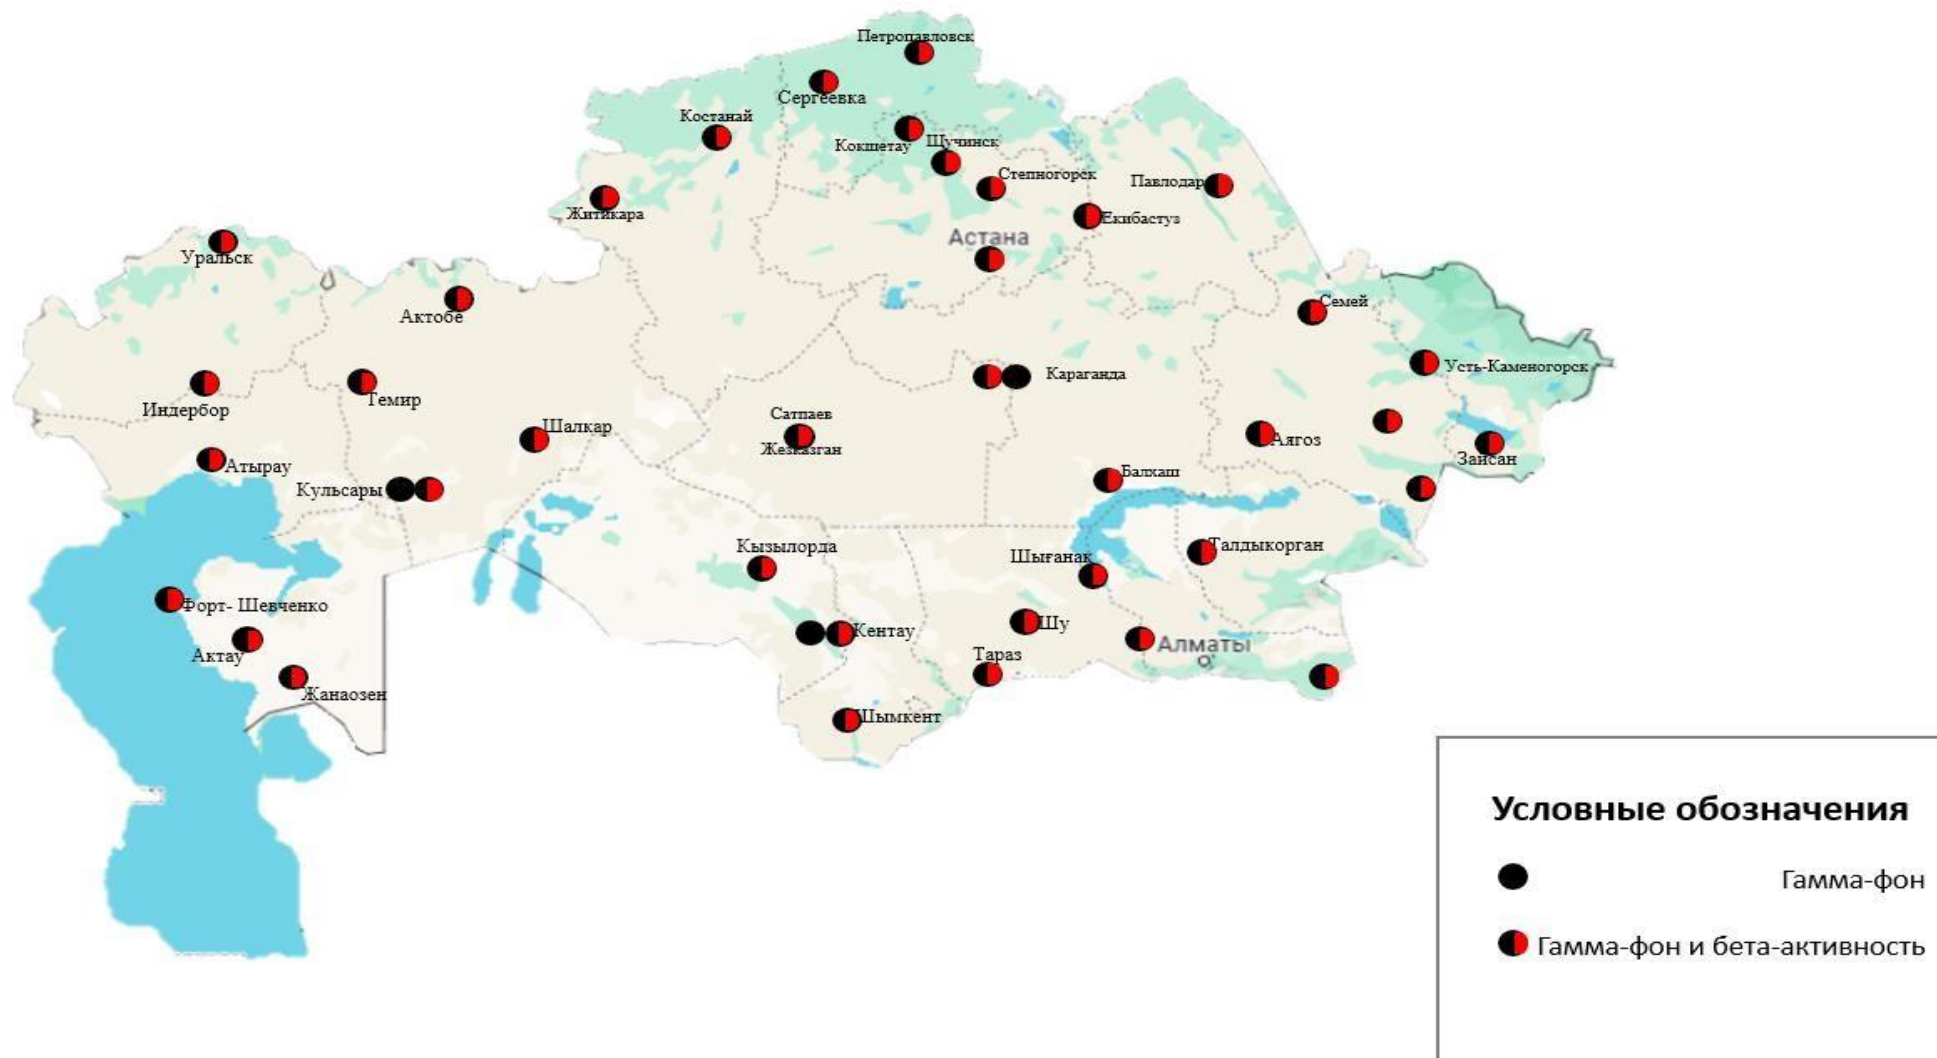 Петропавловск
Сергеевка
Костанай
Кокшетау
Щучинск
Степногорск
Павлодар
Житикара
Екибастуз
Астана
Уральск
Актобе
Семей
Усть-Каменогорск
Караганда
Индербор
Темир
Сатпаев
Жезказган
Шалкар
Аягоз
Зайсан
Атырау
Балхаш
Кульсары
Кызылорда
Шығанак
Талдыкорган
Форт- Шевченко
Кентау
Шу
Алматы
Актау
Тараз
Жанаозен
Шымкент
Условные обозначения
Гамма-фон
Гамма-фон и бета-активность